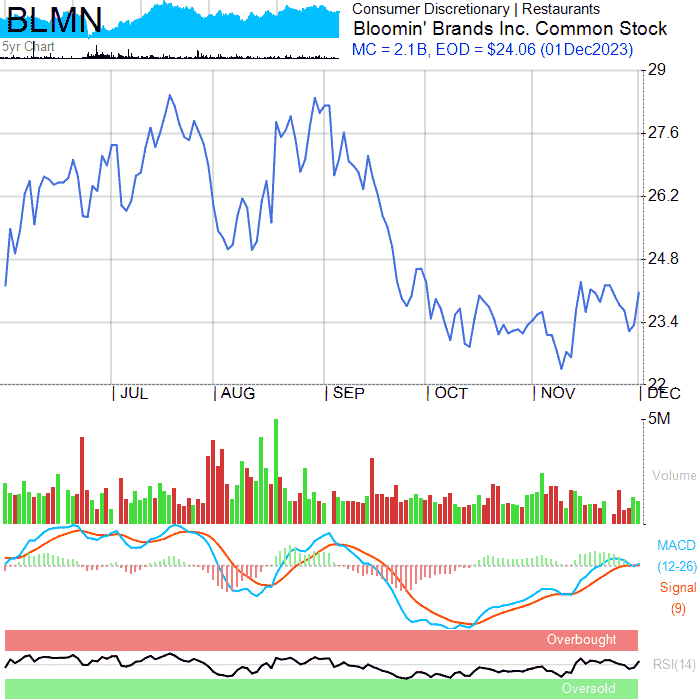 BLMN
Consumer Discretionary | Restaurants
Bloomin' Brands Inc. Common Stock
5yr Chart
MC = 2.1B, EOD = $24.06 (01Dec2023)
29
27.6
26.2
24.8
23.4
22
JUL AUG SEP OCT NOV DEC
5M
Volume
MACD
(12-26)
Signal
(9)
Overbought
RSI(14)
Oversold